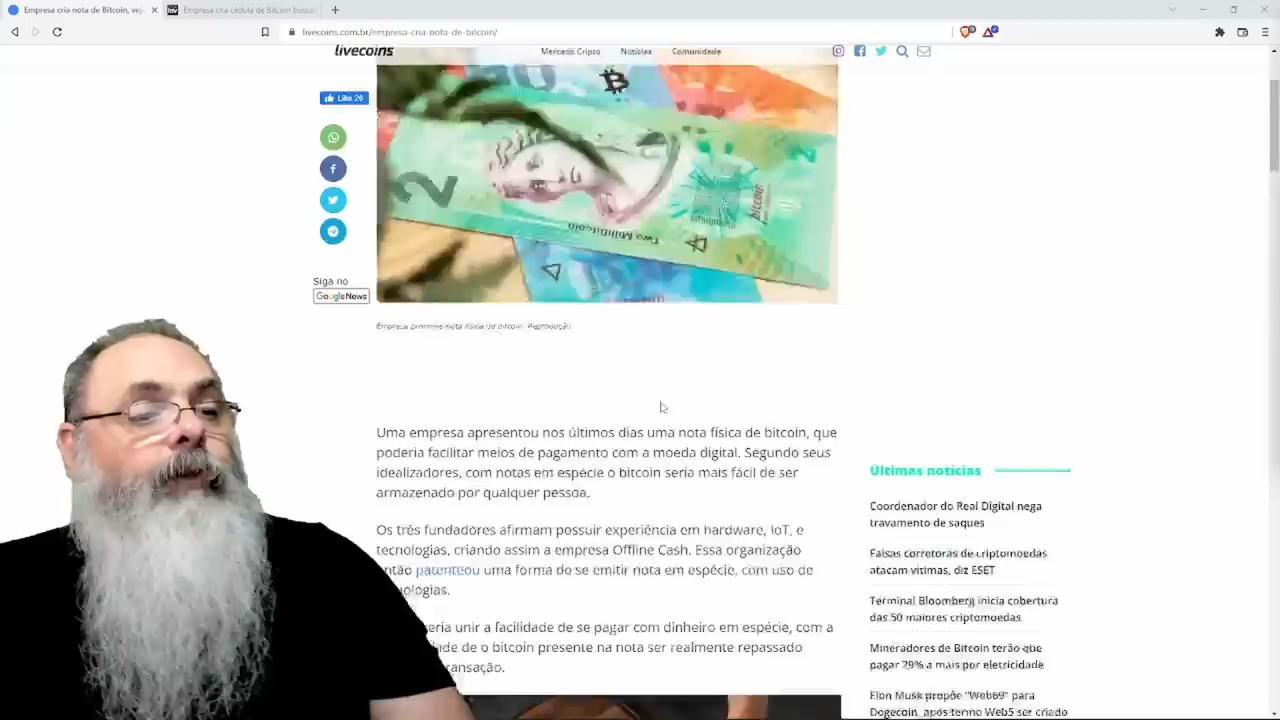 Empresa cria nota de Bitcoin, vej
Empresa cria cédula de BitCoin busca
livecoins.com.br/empresa-cria-nota-de-bitcoin/
livecoins
Mercado Cripto Notícias Comunidade
Like 26
2
Two MilliBitcoin
bitcoin
Siga no
Google News
Empresa promove nota física de bitcoin. Reprodução
Uma empresa apresentou nos últimos dias uma nota física de bitcoin, que
poderia facilitar meios de pagamento com a moeda digital. Segundo seus
idealizadores, com notas em espécie o bitcoin seria mais fácil de ser
armazenado por qualquer pessoa.
Os três fundadores afirmam possuir experiência em hardware, IoT, e
tecnologias, criando assim a empresa Offline Cash. Essa organização
então patenteou uma forma do se emitir nota em espécie, com uso de
nologias.
seria unir a facilidade de se pagar com dinheiro em espécie, com a
dade de o bitcoin presente na nota ser realmente repassado
ransação.
Últimas notícias
Coordenador do Real Digital nega
travamento de saques
Falsas corretoras de criptomoedas
atacam vítimas, diz ESET
Terminal Bloomberg inicia cobertura
das 50 maiores criptomoedas
Mineradores de Bitcoin terão que
pagar 29% a mais por eletricidade
Elon Musk propõe "Web69" para
Dogecoin, após termo Web5 ser criado